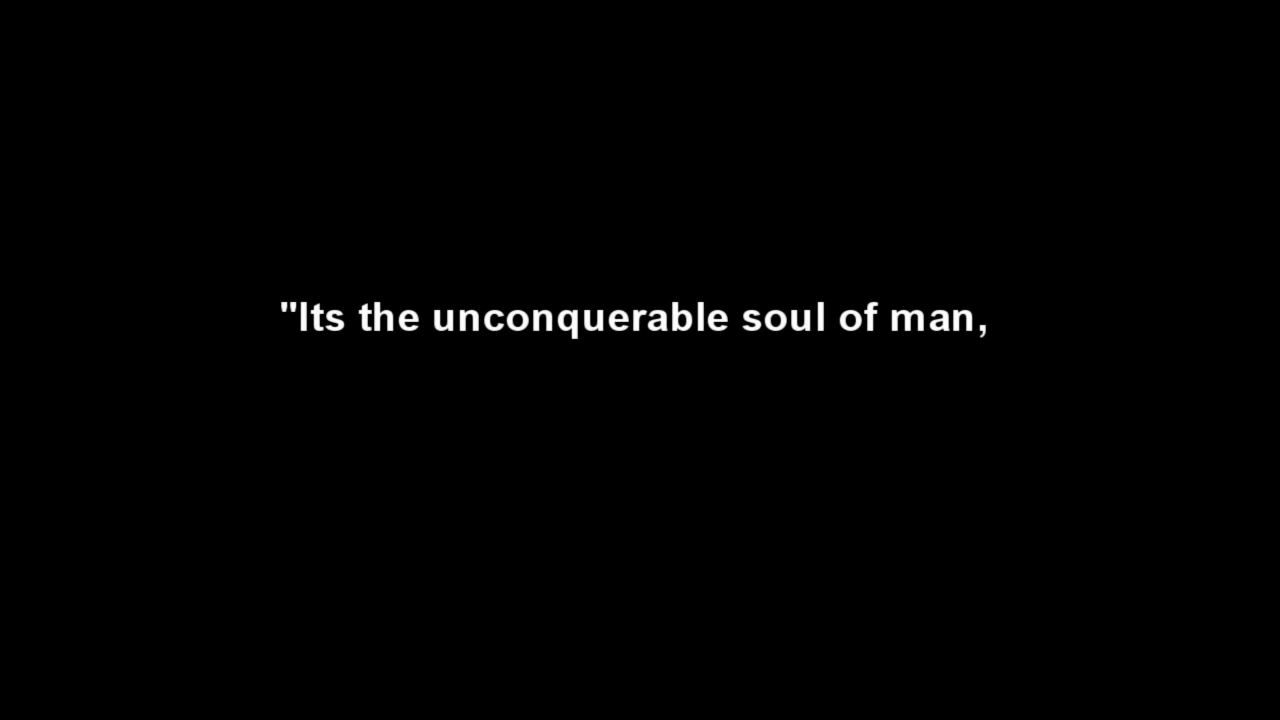 "Its the unconquerable soul of man,